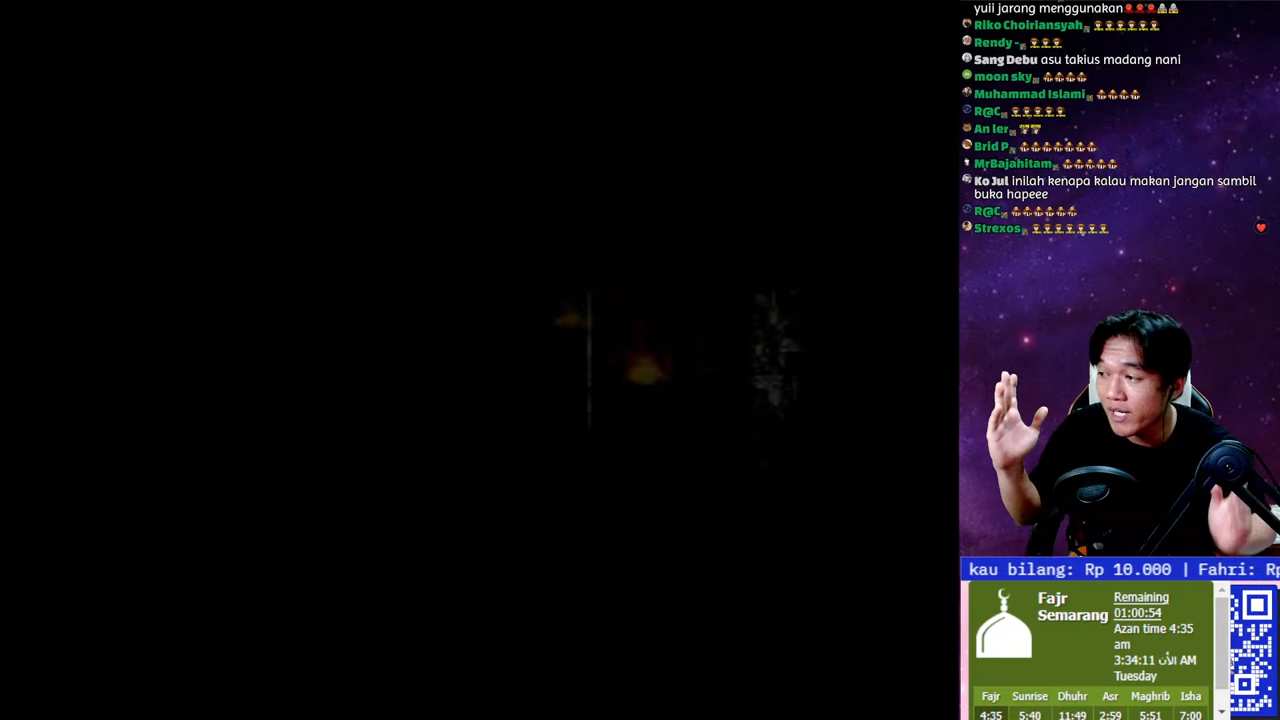 yuii jarang menggunakan
Riko Choiriansyah
Rendy -
Sang Debu asu takius madang nani
moon sky
Muhammad Islami
R@C
An ler
Brid P
MrBajahitam
Ko Jul inilah kenapa kalau makan jangan sambil
buka hapeee
R@C
Strexos
kau bilang: Rp 10.000 | Fahri: Rp
Fajr
Semarang
Remaining
01:00:54
Azan time 4:35
am
3:34:11 الآن AM
Tuesday
Fajr Sunrise Dhuhr Asr Maghrib Isha
4:35 5:40 11:49 2:59 5:51 7:00